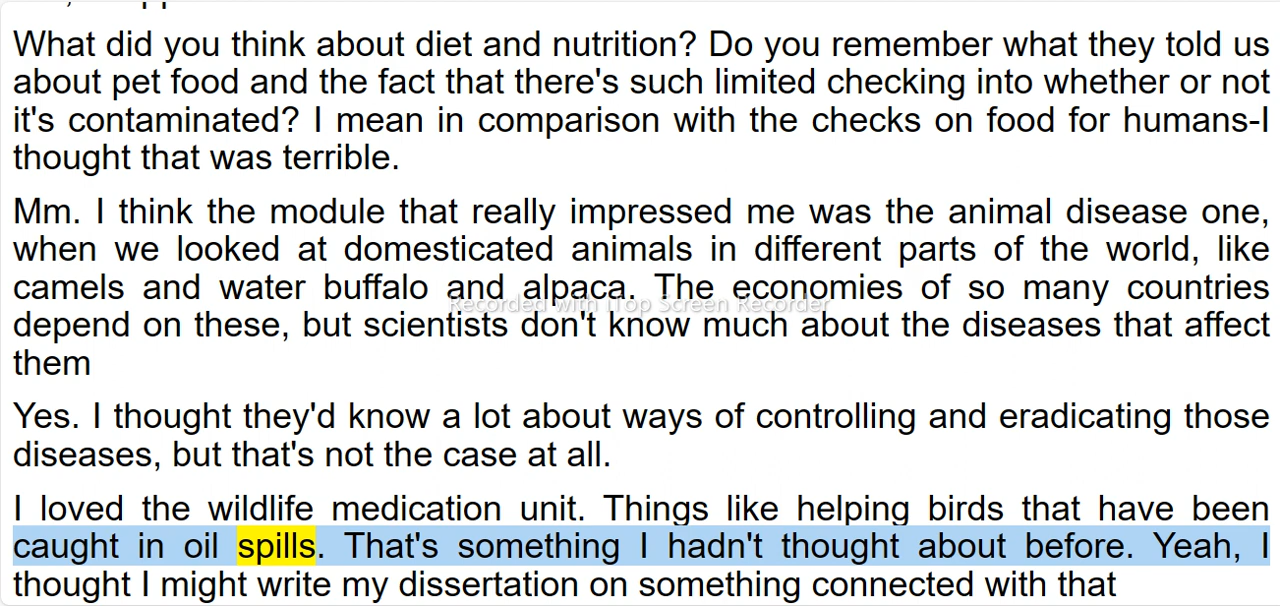 What did you think about diet and nutrition? Do you remember what they told us
about pet food and the fact that there's such limited checking into whether or not
it's contaminated? I mean in comparison with the checks on food for humans-I
thought that was terrible.
Mm. I think the module that really impressed me was the animal disease one,
when we looked at domesticated animals in different parts of the world, like
camels and water buffalo and alpaca. The economies of so many countries
Recorded with iTop Screen Recorder
depend on these, but scientists don't know much about the diseases that affect
them
Yes. I thought they'd know a lot about ways of controlling and eradicating those
diseases, but that's not the case at all.
I loved the wildlife medication unit. Things like helping birds that have been
caught in oil spills. That's something I hadn't thought about before. Yeah, I
thought I might write my dissertation on something connected with that